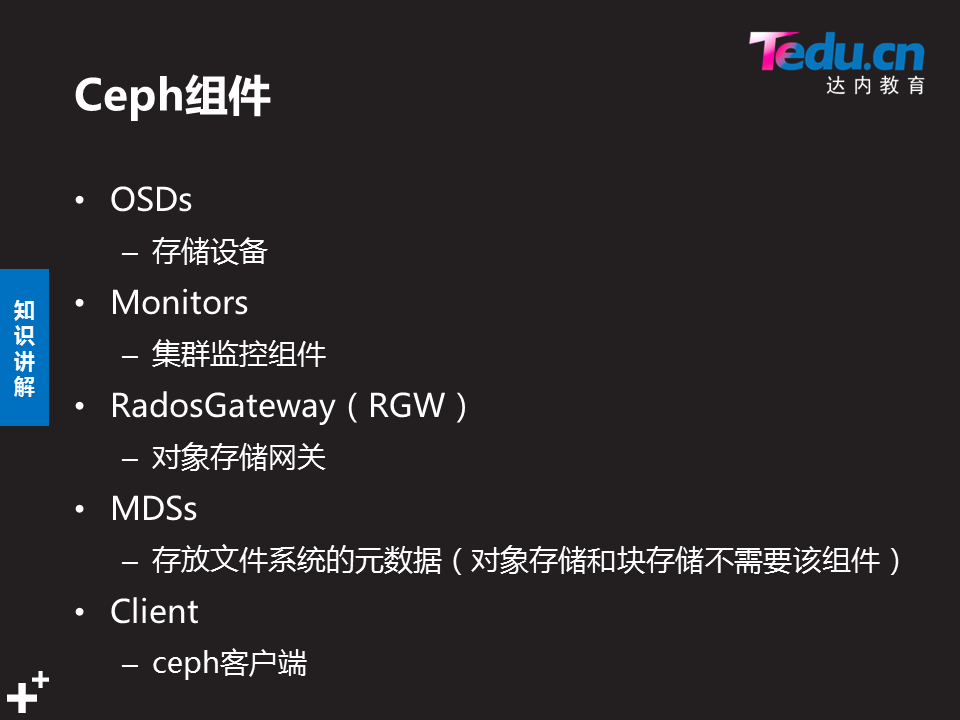 Tedu.cn
达内教育
Ceph组件
• OSDs
– 存储设备
• Monitors
– 集群监控组件
• RadosGateway（RGW）
– 对象存储网关
• MDSs
– 存放文件系统的元数据（对象存储和块存储不需要该组件）
• Client
– ceph客户端
知识讲解